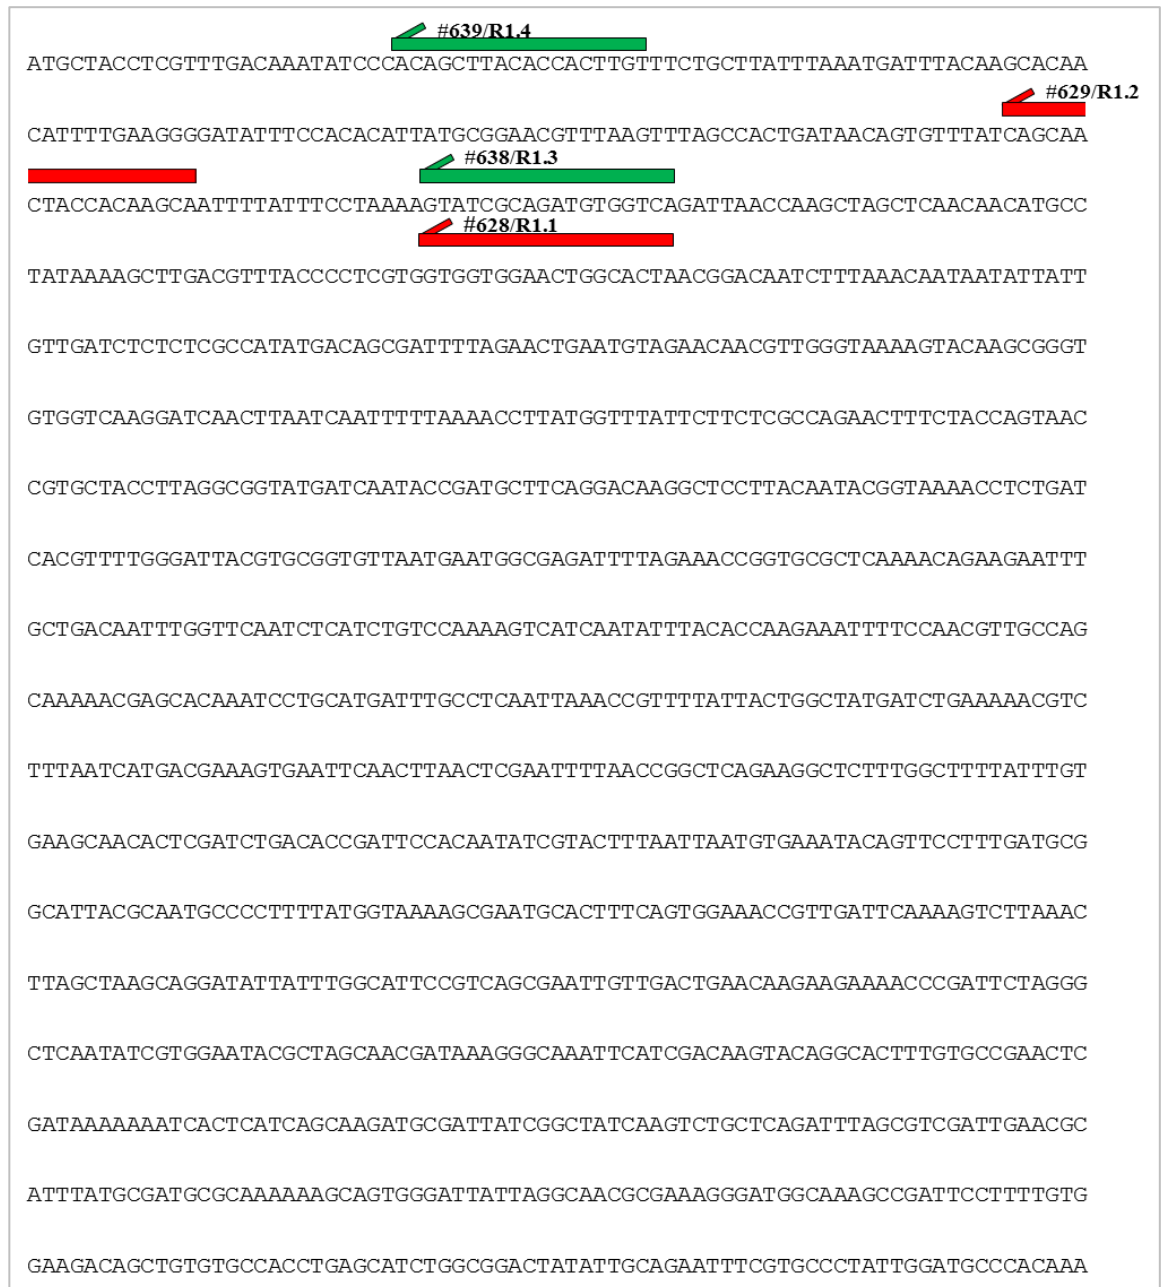 #639/R1.4
ATGCTACCTCGTTTGACAAATATCCCACAGCTTACACCACTTGTTTCTGCTTATTTAAATGATTTACAAGCACAA
#629/R1.2
CATTTTGAAGGGGATATTTCCACACATTATGCGGAACGTTTAAGTTTAGCCACTGATAACAGTGTTTATCAGCAA
#638/R1.3
CTACCACAAGCAATTTTATTTCCTAAAAGTATCGCAGATGTGGTCAGATTAACCAAGCTAGCTCAACAACATGCC
#628/R1.1
TATAAAAGCTTGACGTTTACCCCTCGTGGTGGTGGAACTGGCACTAACGGACAATCTTTAAACAATAATATTATT
GTTGATCTCTCTCGCCATATGACAGCGATTTTAGAACTGAATGTAGAACAACGTTGGGTAAAAGTACAAGCGGGT
GTGGTCAAGGATCAACTTAATCAATTTTTAAAACCTTATGGTTTATTCTTCTCGCCAGAACTTTCTACCAGTAAC
CGTGCTACCTTAGGCGGTATGATCAATACCGATGCTTCAGGACAAGGCTCCTTACAATACGGTAAAACCTCTGAT
CACGTTTTGGGATTACGTGCGGTGTTAATGAATGGCGAGATTTTAGAAACCGGTGCGCTCAAAACAGAAGAATTT
GCTGACAATTTGGTTCAATCTCATCTGTCCAAAAGTCATCAATATTTACACCAAGAAATTTTCCAACGTTGCCAG
CAAAAACGAGCACAAATCCTGCATGATTTGCCTCAATTAAACCGTTTTATTACTGGCTATGATCTGAAAAACGTC
TTTAATCATGACGAAAGTGAATTCAACTTAACTCGAATTTTAACCGGCTCAGAAGGCTCTTTGGCTTTTATTTGT
GAAGCAACACTCGATCTGACACCGATTCCACAATATCGTACTTTAATTAATGTGAAATACAGTTCCTTTGATGCG
GCATTACGCAATGCCCCTTTTATGGTAAAAGCGAATGCACTTTCAGTGGAAACCGTTGATTCAAAAGTCTTAAAC
TTAGCTAAGCAGGATATTATTTGGCATTCCGTCAGCGAATTGTTGACTGAACAAGAAGAAAACCCGATTCTAGGG
CTCAATATCGTGGAATACGCTAGCAACGATAAAGGGCAAATTCATCGACAAGTACAGGCACTTTGTGCCGAACTC
GATAAAAAAATCACTCATCAGCAAGATGCGATTATCGGCTATCAAGTCTGCTCAGATTTAGCGTCGATTGAACGC
ATTTATGCGATGCGCAAAAAAGCAGTGGGATTATTAGGCAACGCGAAAGGGATGGCAAAGCCGATTCCTTTTGTG
GAAGACAGCTGTGTGCCACCTGAGCATCTGGCGGACTATATTGCAGAATTTCGTGCCCTATTGGATGCCCACAAA